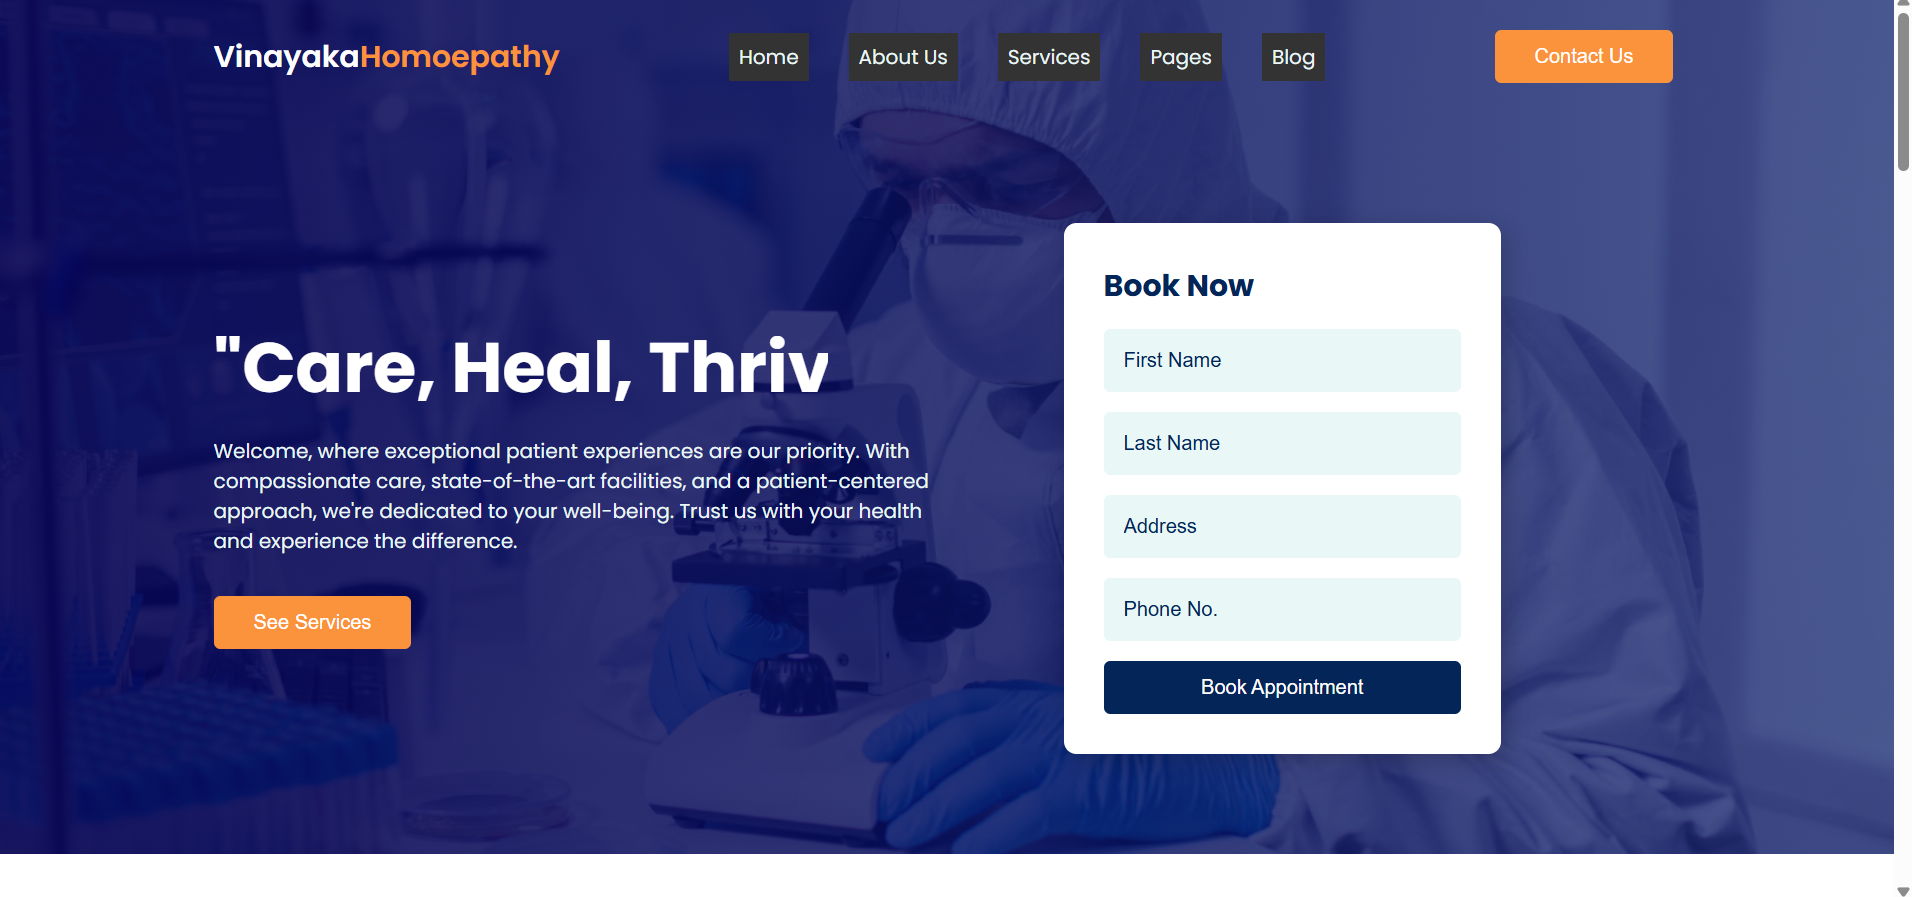 VinayakaHomoepathy
Home
About Us
Services
Pages
Blog
Contact Us
"Care, Heal, Thriv
Welcome, where exceptional patient experiences are our priority. With
compassionate care, state-of-the-art facilities, and a patient-centered
approach, we're dedicated to your well-being. Trust us with your health
and experience the difference.
See Services
Book Now
First Name
Last Name
Address
Phone No.
Book Appointment